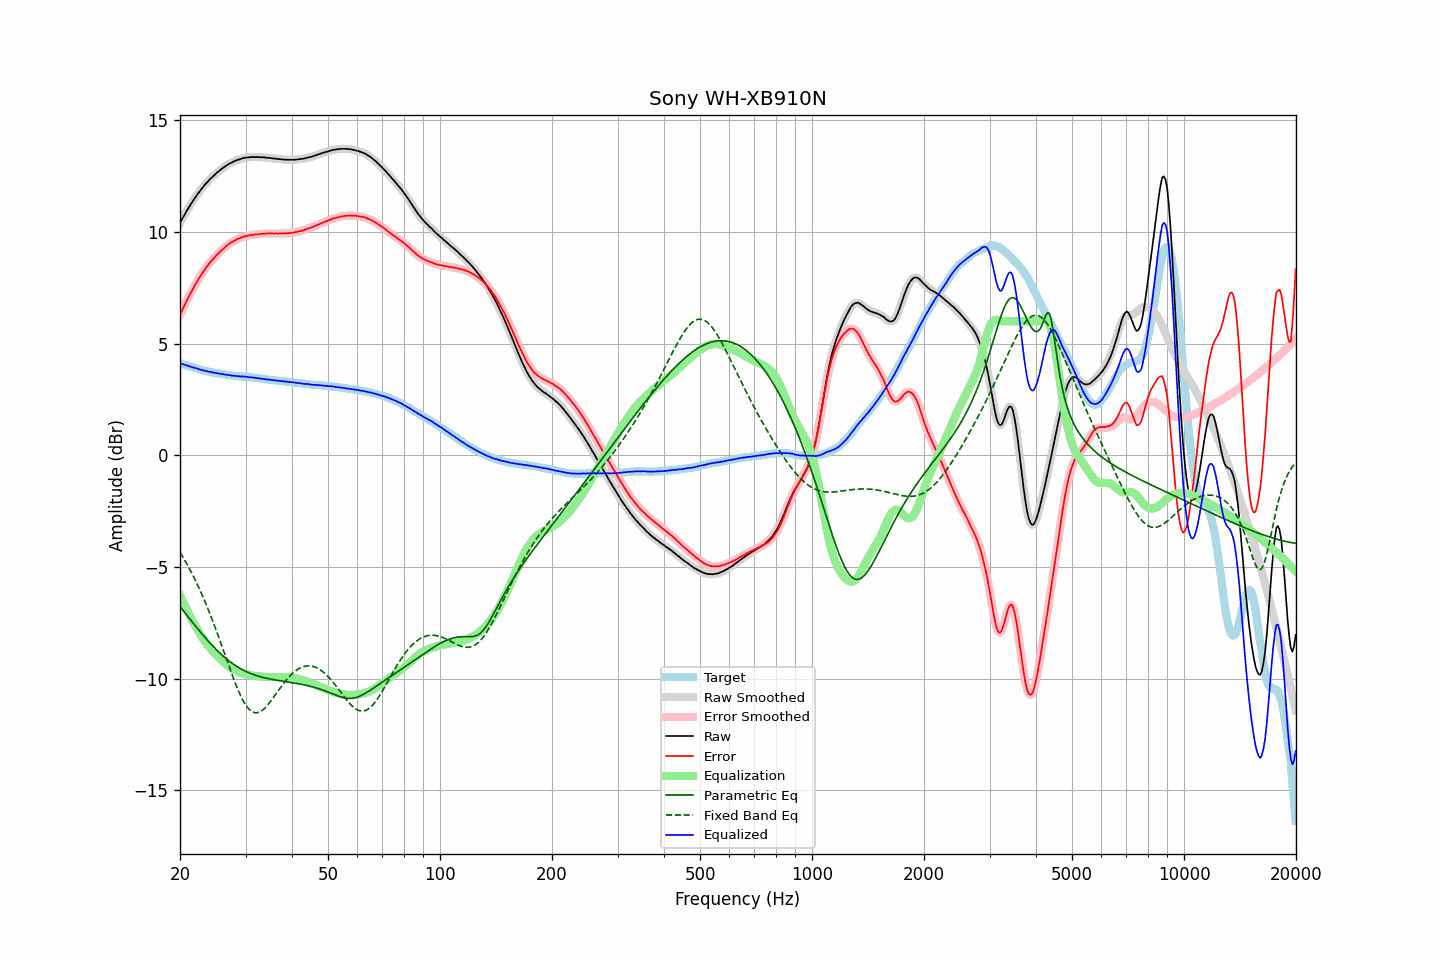 Sony WH-XB910N
Amplitude (dBr)
15
10
5
0
−5
−10
−15
Target
Raw Smoothed
Error Smoothed
Raw
Error
Equalization
Parametric Eq
Fixed Band Eq
Equalized
20 50 100 200 500 1000 2000 5000 10000 20000
Frequency (Hz)